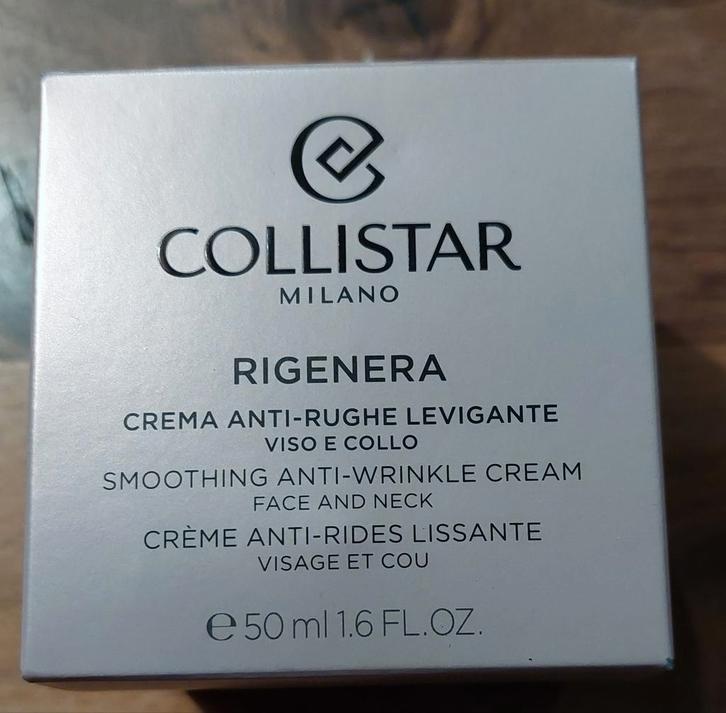 COLLISTAR
MILANO
RIGENERA
CREMA ANTI-RUGHE LEVIGANTE
VISO E COLLO
SMOOTHING ANTI-WRINKLE CREAM
FACE AND NECK
CRÈME ANTI-RIDES LISSANTE
VISAGE ET COU
℮ 50 ml 1.6 FL.OZ.